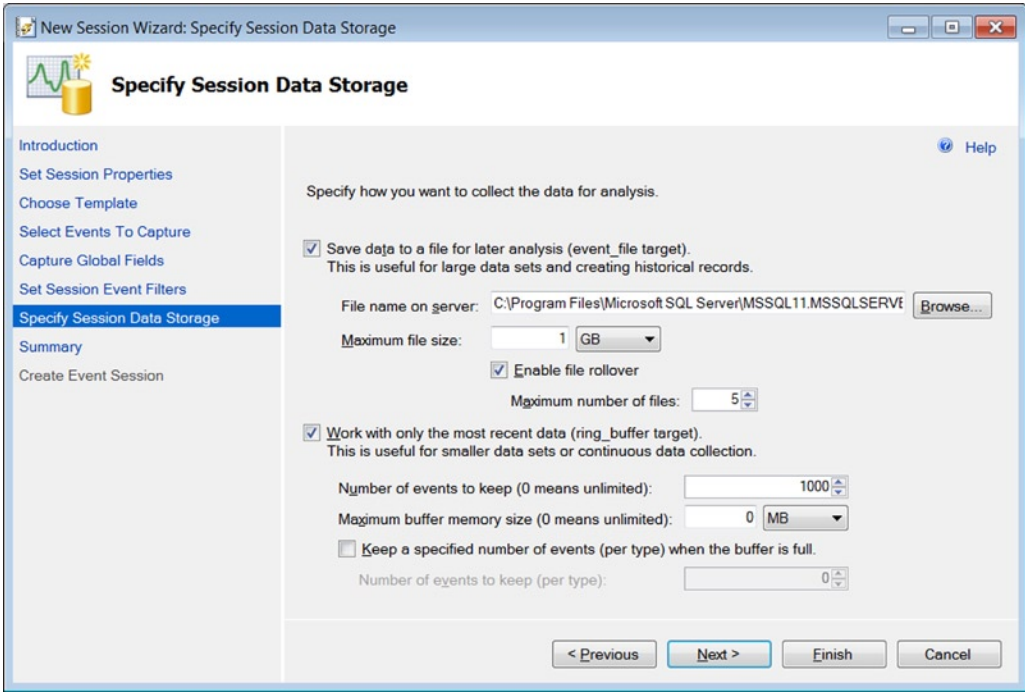 New Session Wizard: Specify Session Data Storage
Specify Session Data Storage
Introduction
Set Session Properties
Choose Template
Select Events To Capture
Capture Global Fields
Set Session Event Filters
Specify Session Data Storage
Summary
Create Event Session
Help
Specify how you want to collect the data for analysis.
Save data to a file for later analysis (event_file target).
This is useful for large data sets and creating historical records.
File name on server: C:\Program Files\Microsoft SQL Server\MSSQL11.MSSQLSERVE Browse...
Maximum file size: 1 GB
Enable file rollover
Maximum number of files: 5
Work with only the most recent data (ring_buffer target).
This is useful for smaller data sets or continuous data collection.
Number of events to keep (0 means unlimited): 1000
Maximum buffer memory size (0 means unlimited): 0 MB
Keep a specified number of events (per type) when the buffer is full.
Number of events to keep (per type): 0
< Previous Next > Finish Cancel